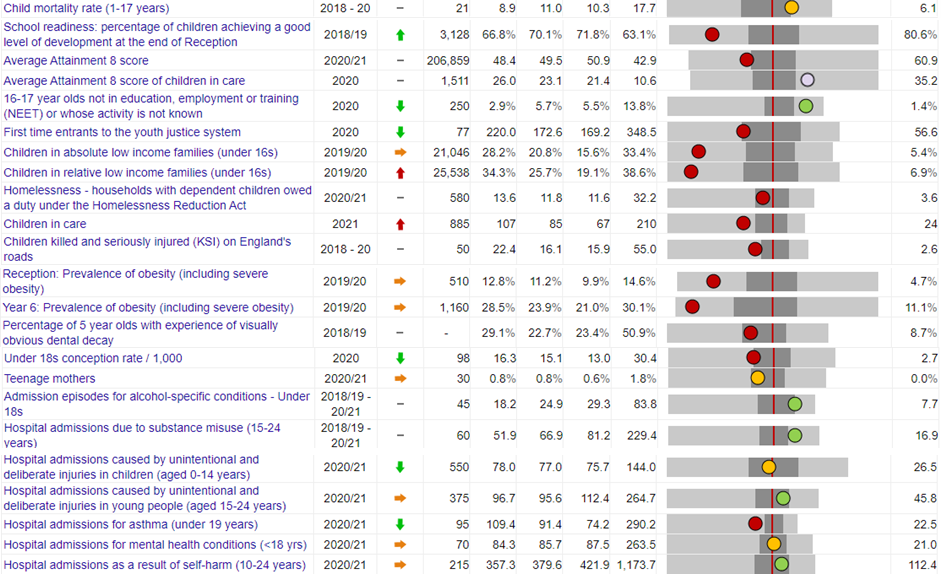 Child mortality rate (1-17 years) 2018 - 20 – 21 8.9 11.0 10.3 17.7 6.1
School readiness: percentage of children achieving a good
level of development at the end of Reception 2018/19 3,128 66.8% 70.1% 71.8% 63.1% 80.6%
Average Attainment 8 score 2020/21 – 206,859 48.4 49.5 50.9 42.9 60.9
Average Attainment 8 score of children in care 2020 – 1,511 26.0 23.1 21.4 10.6 35.2
16-17 year olds not in education, employment or training
(NEET) or whose activity is not known 2020 250 2.9% 5.7% 5.5% 13.8% 1.4%
First time entrants to the youth justice system 2020 77 220.0 172.6 169.2 348.5 56.6
Children in absolute low income families (under 16s) 2019/20 21,046 28.2% 20.8% 15.6% 33.4% 5.4%
Children in relative low income families (under 16s) 2019/20 25,538 34.3% 25.7% 19.1% 38.6% 6.9%
Homelessness - households with dependent children owed
a duty under the Homelessness Reduction Act 2020/21 – 580 13.6 11.8 11.6 32.2 3.6
Children in care 2021 885 107 85 67 210 24
Children killed and seriously injured (KSI) on England's
roads 2018 - 20 – 50 22.4 16.1 15.9 55.0 2.6
Reception: Prevalence of obesity (including severe
obesity) 2019/20 510 12.8% 11.2% 9.9% 14.6% 4.7%
Year 6: Prevalence of obesity (including severe obesity) 2019/20 1,160 28.5% 23.9% 21.0% 30.1% 11.1%
Percentage of 5 year olds with experience of visually
obvious dental decay 2018/19 – - 29.1% 22.7% 23.4% 50.9% 8.7%
Under 18s conception rate / 1,000 2020 98 16.3 15.1 13.0 30.4 2.7
Teenage mothers 2020/21 30 0.8% 0.8% 0.6% 1.8% 0.0%
Admission episodes for alcohol-specific conditions - Under
18s 2018/19 -
20/21 – 45 18.2 24.9 29.3 83.8 7.7
Hospital admissions due to substance misuse (15-24
years) 2018/19 -
20/21 – 60 51.9 66.9 81.2 229.4 16.9
Hospital admissions caused by unintentional and
deliberate injuries in children (aged 0-14 years) 2020/21 550 78.0 77.0 75.7 144.0 26.5
Hospital admissions caused by unintentional and
deliberate injuries in young people (aged 15-24 years) 2020/21 375 96.7 95.6 112.4 264.7 45.8
Hospital admissions for asthma (under 19 years) 2020/21 95 109.4 91.4 74.2 290.2 22.5
Hospital admissions for mental health conditions (<18 yrs) 2020/21 70 84.3 85.7 87.5 263.5 21.0
Hospital admissions as a result of self-harm (10-24 years) 2020/21 215 357.3 379.6 421.9 1,173.7 112.4